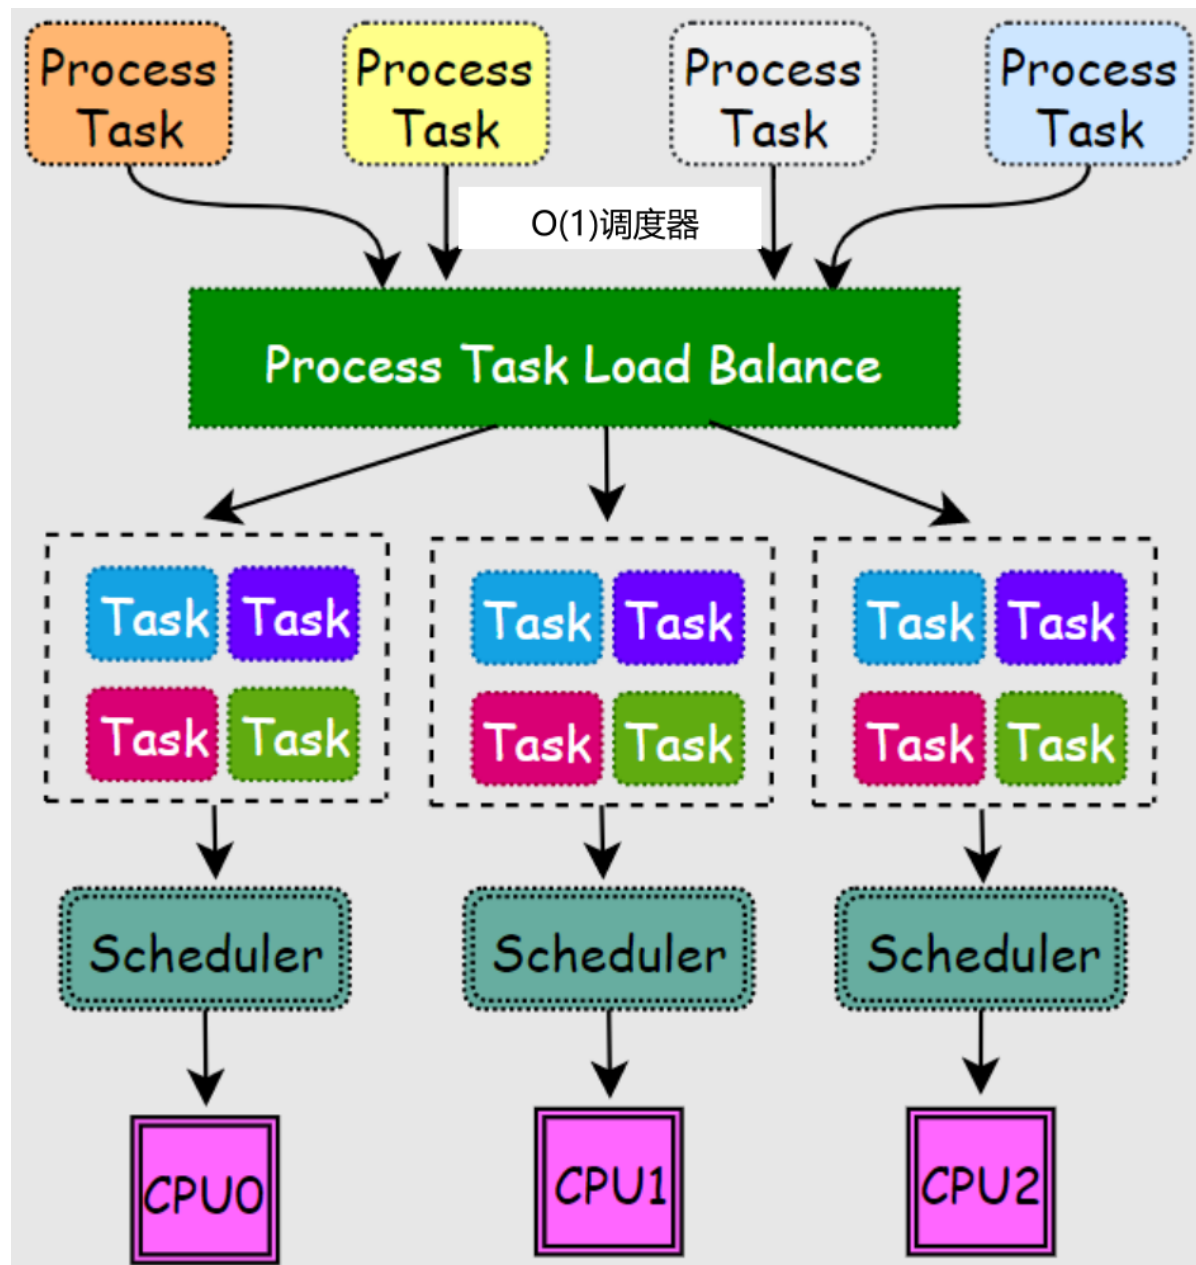 Process
Task
Process
Task
Process
Task
Process
Task
O(1)调度器
Process Task Load Balance
Task Task
Task Task
Task Task
Task Task
Task Task
Task Task
Scheduler
Scheduler
Scheduler
CPU0
CPU1
CPU2